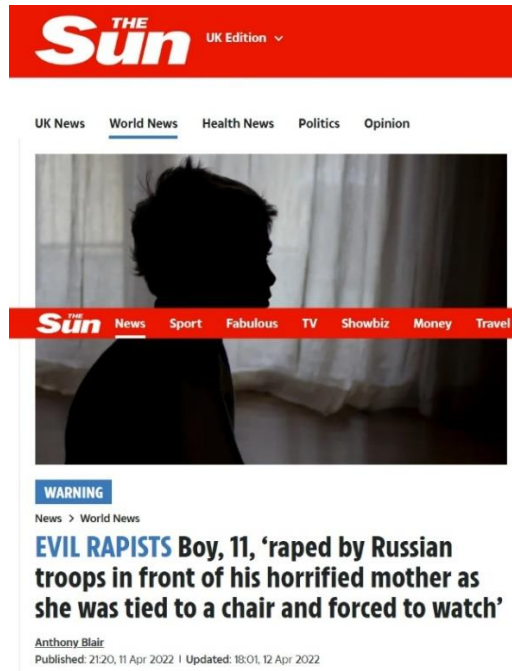 THE
Sun
UK Edition
UK News World News Health News Politics Opinion
THE
Sun News Sport Fabulous TV Showbiz Money Travel
WARNING
News > World News
EVIL RAPISTS Boy, 11, ‘raped by Russian
troops in front of his horrified mother as
she was tied to a chair and forced to watch’
Anthony Blair
Published: 21:20, 11 Apr 2022 | Updated: 18:01, 12 Apr 2022